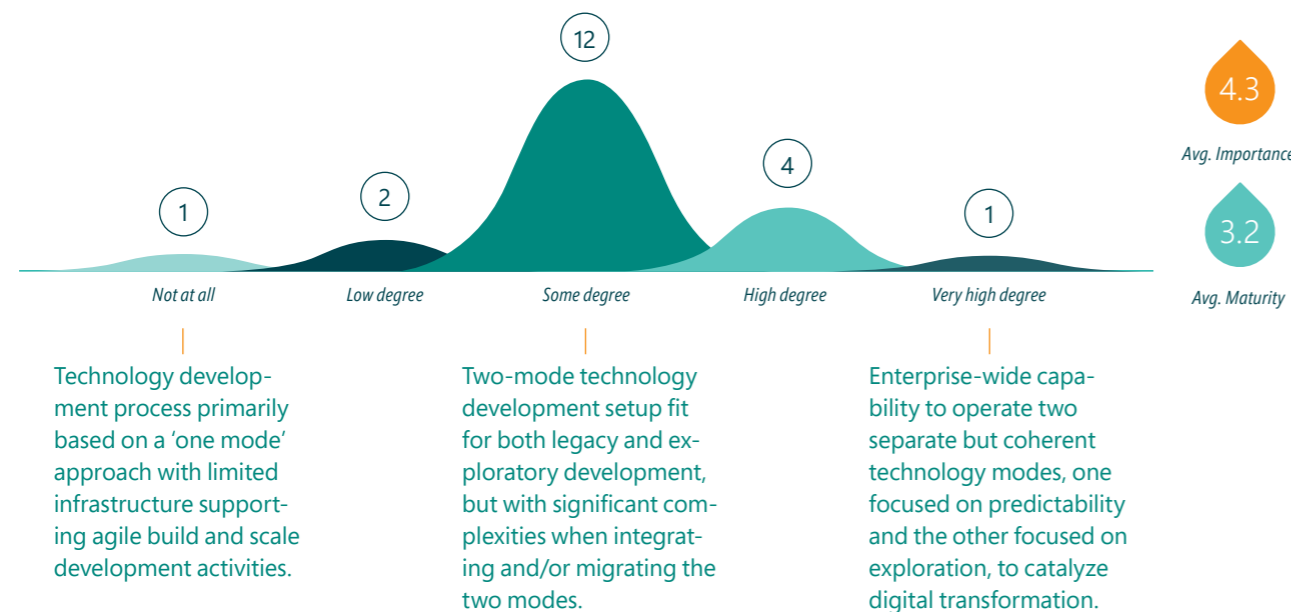 12
4.3
Avg. Importance
4
2
1
1
3.2
Not at all
Low degree
Some degree
High degree
Very high degree
Avg. Maturity
Technology develop-
ment process primarily
based on a ‘one mode’
approach with limited
infrastructure support-
ing agile build and scale
development activities.
Two-mode technology
development setup fit
for both legacy and ex-
ploratory development,
but with significant com-
plexities when integrat-
ing and/or migrating the
two modes.
Enterprise-wide capa-
bility to operate two
separate but coherent
technology modes, one
focused on predictability
and the other focused on
exploration, to catalyze
digital transformation.